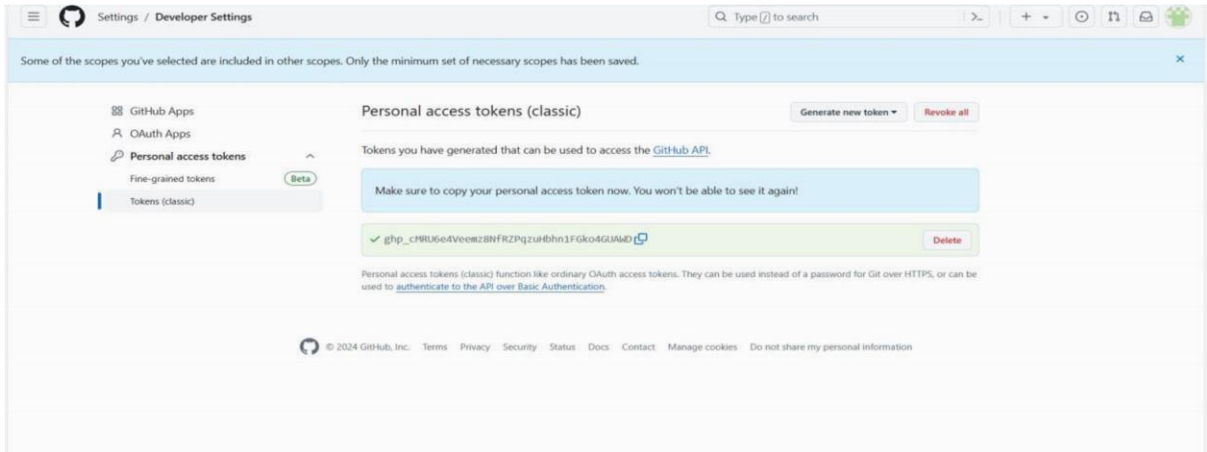 Settings / Developer Settings
Type / to search
Some of the scopes you've selected are included in other scopes. Only the minimum set of necessary scopes has been saved.
GitHub Apps
OAuth Apps
Personal access tokens
Fine-grained tokens Beta
Tokens (classic)
Personal access tokens (classic)
Generate new token
Revoke all
Tokens you have generated that can be used to access the GitHub API.
Make sure to copy your personal access token now. You won't be able to see it again!
Delete
Personal access tokens (classic) function like ordinary OAuth access tokens. They can be used instead of a password for Git over HTTPS, or can be
used to authenticate to the API over Basic Authentication.
© 2024 GitHub, Inc. Terms Privacy Security Status Docs Contact Manage cookies Do not share my personal information